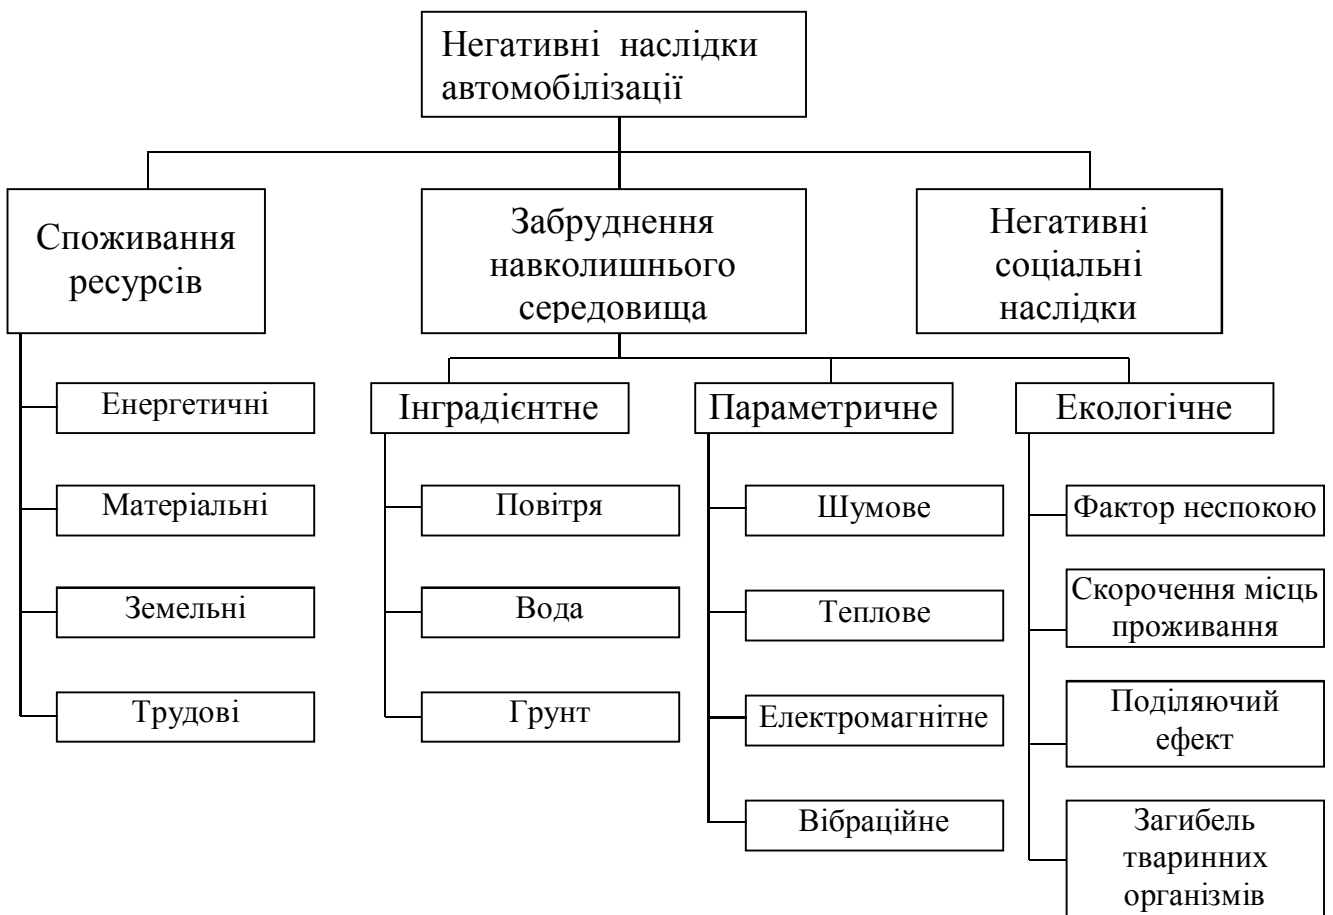 Негативні наслідки
автомобілізації
Споживання
ресурсів
Забруднення
навколишнього
середовища
Негативні
соціальні
наслідки
Енергетичні
Матеріальні
Земельні
Трудові
Інградієнтне
Повітря
Вода
Грунт
Параметричне
Шумове
Теплове
Електромагнітне
Вібраційне
Екологічне
Фактор неспокою
Скорочення місць
проживання
Поділяючий
ефект
Загибель
тваринних
організмів